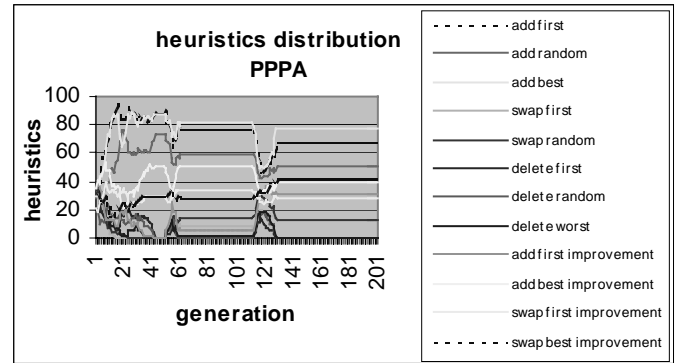 heuristics distribution
PPPA
heuristics
100
80
60
40
20
0
1
21
41
61
81
101
121
141
161
181
201
generation
add first
add random
add best
swap first
swap random
delete first
delete random
delete worst
add first improvement
add best improvement
swap first improvement
swap best improvement